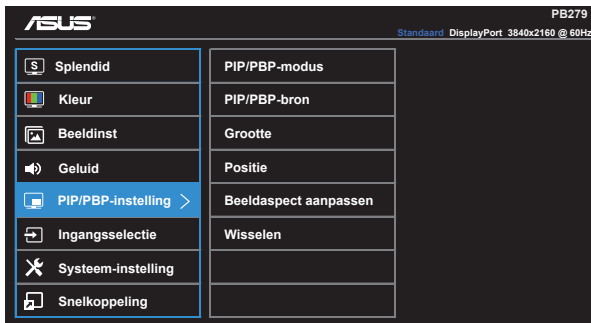 ASUS
PB279
Standaard DisplayPort 3840x2160 @ 60Hz
S Splendid
Kleur
Beeldinst
Geluid
PIP/PBP-instelling >
Ingangsselectie
Systeem-instelling
Snelkoppeling
PIP/PBP-modus
PIP/PBP-bron
Grootte
Positie
Beeldaspect aanpassen
Wisselen